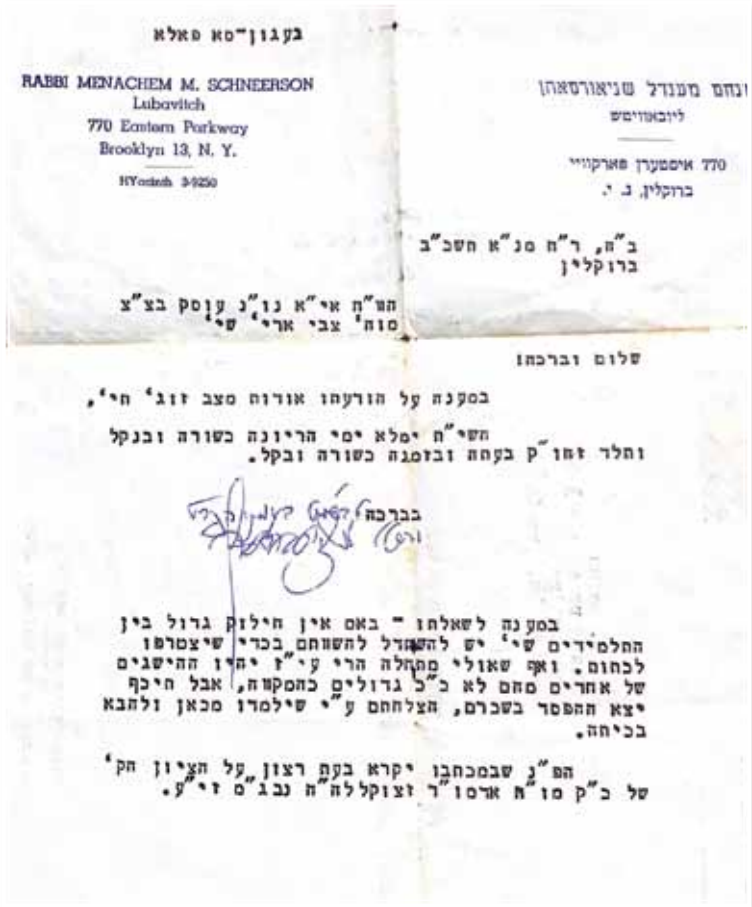 בעגון-סא פאלא
RABBI MENACHEM M. SCHNEERSON
Lubavitch
770 Eastern Parkway
Brooklyn 13, N. Y.
HYacinth 3-9250
נחם מענדל שניאורסאהן
ליובאוויטש
770 איסטערן פארקוויי
ברוקלין, נ. י.
ב"ה, ר"ח מנ"א תשכ"ב
ברוקלין
הוו"ח אי"א נו"נ עוסק בצ"צ
מוה' צבי ארי' שי'
שלום וברכה!
במענה על הודעתו אודות מצב זוג' תי',
השי"ת ימלא ימי הריונה כשורה ובנקל
ותלד זחו"ק בעתה ובזמנה כשורה ובקל.
בברכה
במענה לשאלתו - באם אין חילוק גדול בין
התלמידים שי' יש להשתדל להשוותם בכדי שיצטרפו
לכתום. ואף שאולי מתחלה הרי עי"ז יהיו ההישגים
של אחרים מהם לא כ"כ גדולים כהמקווה, אבל תיכף
יצא ההפסד בשכרם, הצלחתם ע"י שילמדו מכאן ולהבא
בכיתה.
הפ"נ שבמכתבו יקרא בעת רצון על הציון הק'
של כ"ק מו"ח אדמו"ר זצוקללה"ה נבג"מ זי"ע.